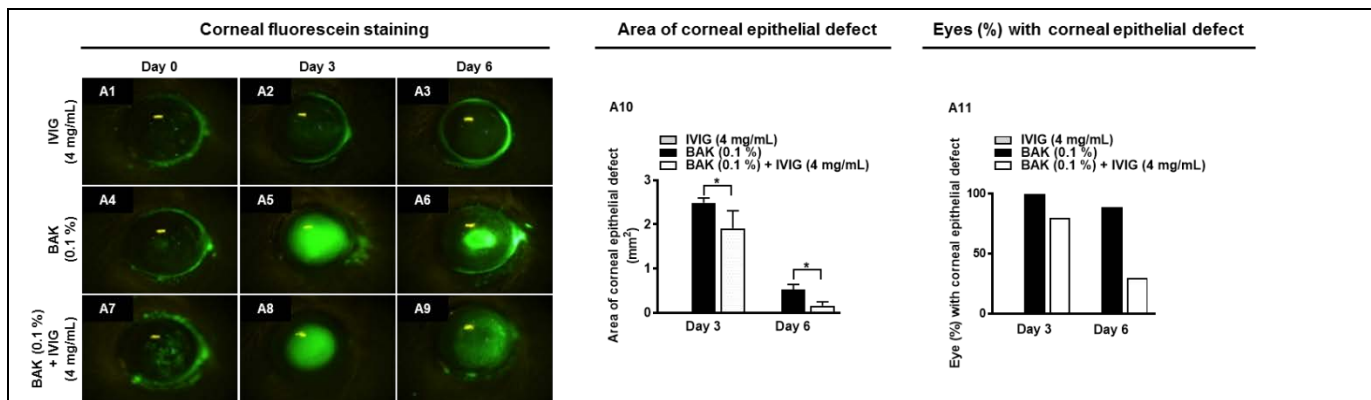 Corneal fluorescein staining
Day 0 Day 3 Day 6
IVIG
(4 mg/mL)
A1 A2 A3
BAK
(0.1 %)
A4 A5 A6
BAK (0.1 %)
+ IVIG
(4 mg/mL)
A7 A8 A9
Area of corneal epithelial defect
A10
IVIG (4 mg/mL)
BAK (0.1 %)
BAK (0.1 %) + IVIG (4 mg/mL)
Area of corneal epithelial defect
(mm2)
3
2
1
0
* *
Day 3 Day 6
Eyes (%) with corneal epithelial defect
A11
IVIG (4 mg/mL)
BAK (0.1 %)
BAK (0.1 %) + IVIG (4 mg/mL)
Eye (%) with corneal epithelial defect
100
50
0
Day 3 Day 6